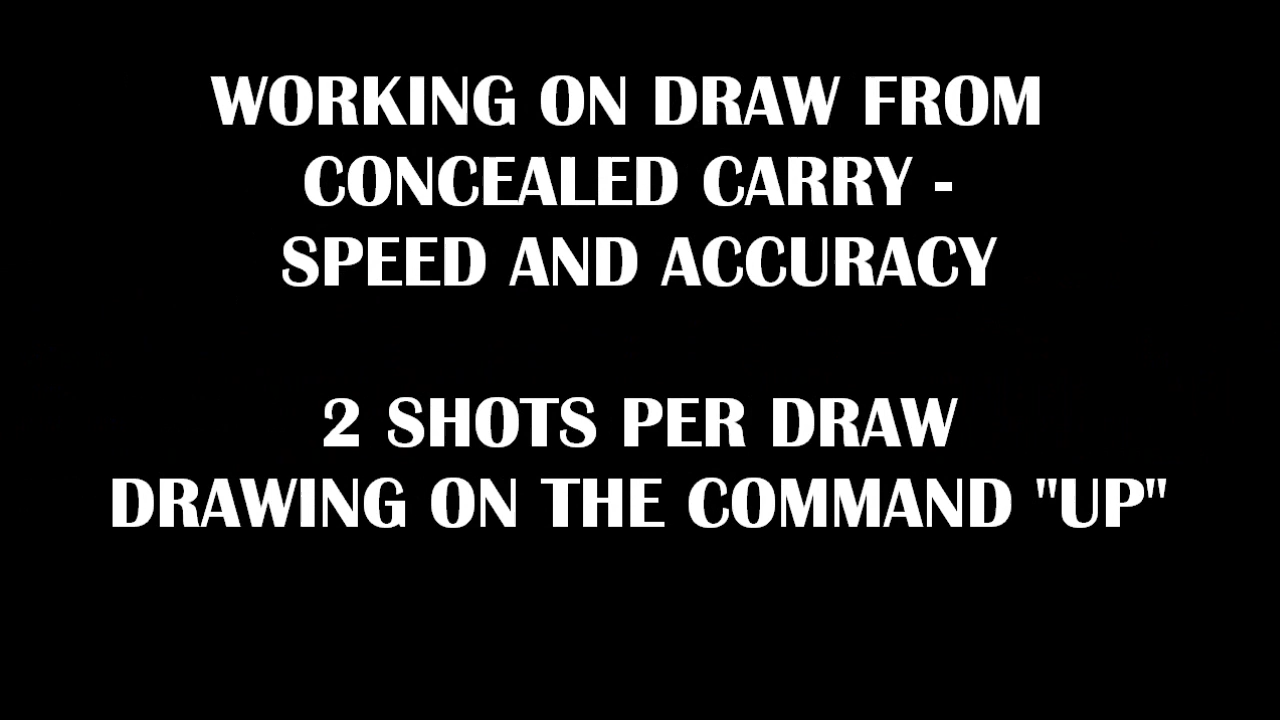 WORKING ON DRAW FROM
CONCEALED CARRY -
SPEED AND ACCURACY
2 SHOTS PER DRAW
DRAWING ON THE COMMAND "UP"